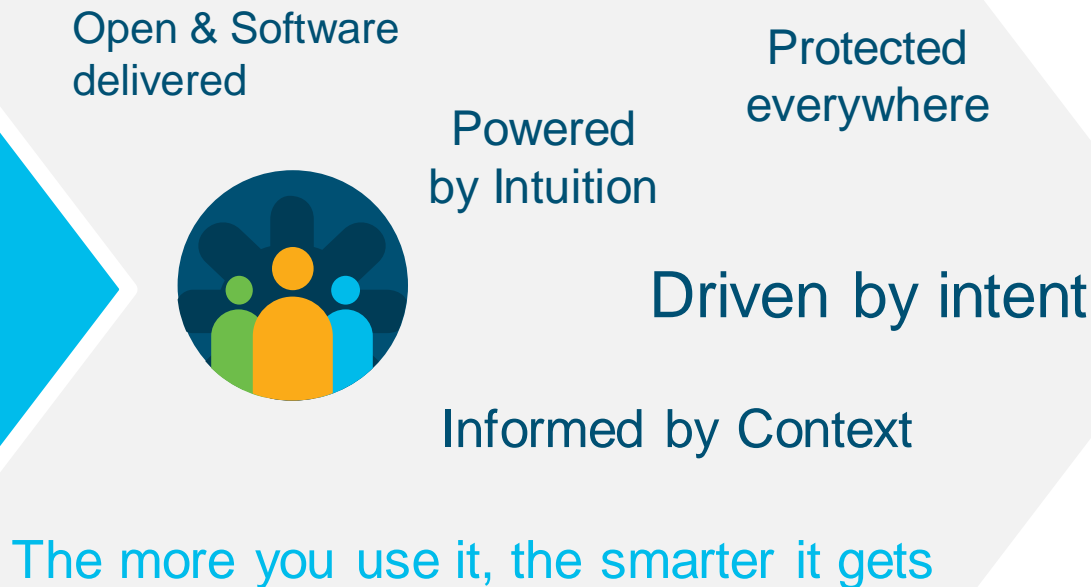 Open & Software
delivered
Protected
everywhere
Powered
by Intuition
Driven by intent
Informed by Context
The more you use it, the smarter it gets